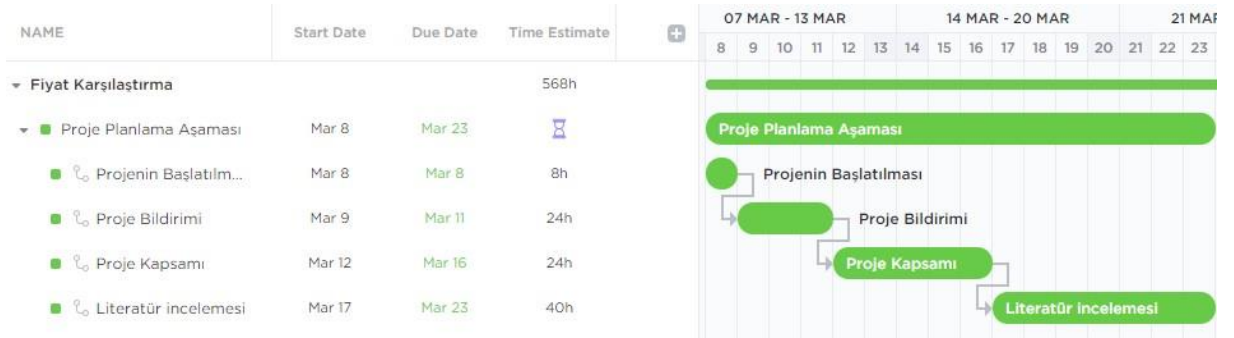 NAME Start Date Due Date Time Estimate 07 MAR - 13 MAR 14 MAR - 20 MAR 21 MAR
8 9 10 11 12 13 14 15 16 17 18 19 20 21 22 23
Fiyat Karşılaştırma 568h
Proje Planlama Aşaması Mar 8 Mar 23 Proje Planlama Aşaması
Projenin Başlatılm... Mar 8 Mar 8 8h Projenin Başlatılması
Proje Bildirimi Mar 9 Mar 11 24h Proje Bildirimi
Proje Kapsamı Mar 12 Mar 16 24h Proje Kapsamı
Literatür incelemesi Mar 17 Mar 23 40h Literatür incelemesi